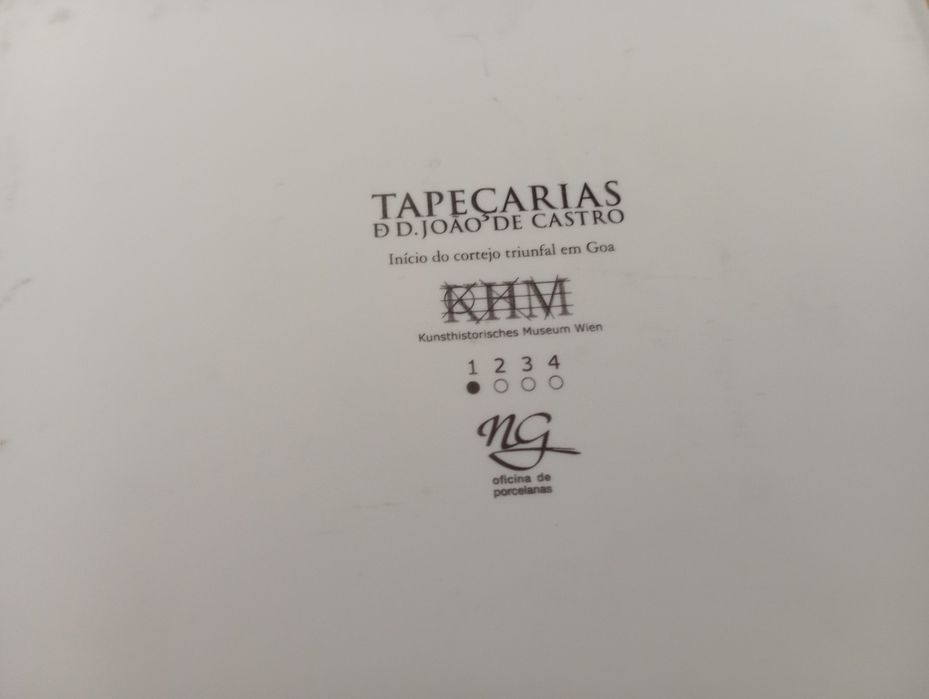 TAPEÇARIAS
DE D. JOÃO DE CASTRO
Início do cortejo triunfal em Goa
KHM
Kunsthistorisches Museum Wien
1 2 3 4
NG
oficina de
porcelanas